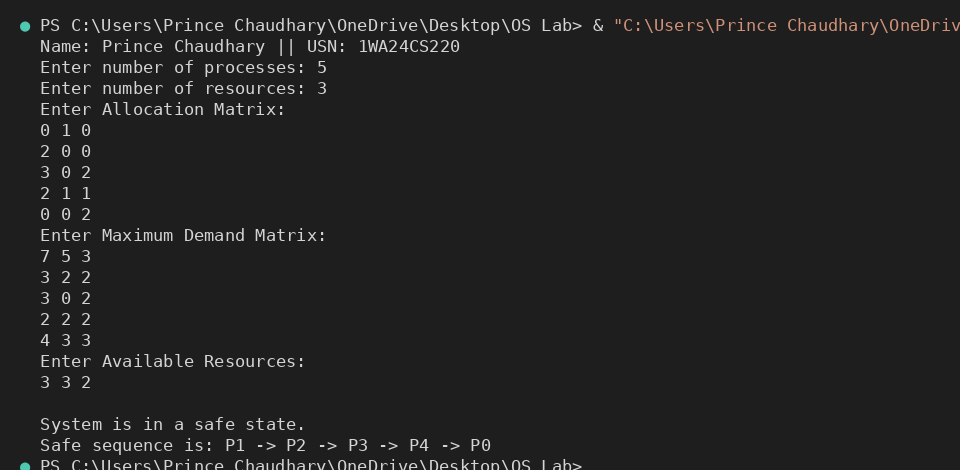 PS C:\Users\Prince Chaudhary\OneDrive\Desktop\OS Lab> & "C:\Users\Prince Chaudhary\OneDriv
Name: Prince Chaudhary || USN: 1WA24CS220
Enter number of processes: 5
Enter number of resources: 3
Enter Allocation Matrix:
0 1 0
2 0 0
3 0 2
2 1 1
0 0 2
Enter Maximum Demand Matrix:
7 5 3
3 2 2
3 0 2
2 2 2
4 3 3
Enter Available Resources:
3 3 2
System is in a safe state.
Safe sequence is: P1 -> P2 -> P3 -> P4 -> P0
PS C:\Users\Prince Chaudhary\OneDrive\Desktop\OS Lab>